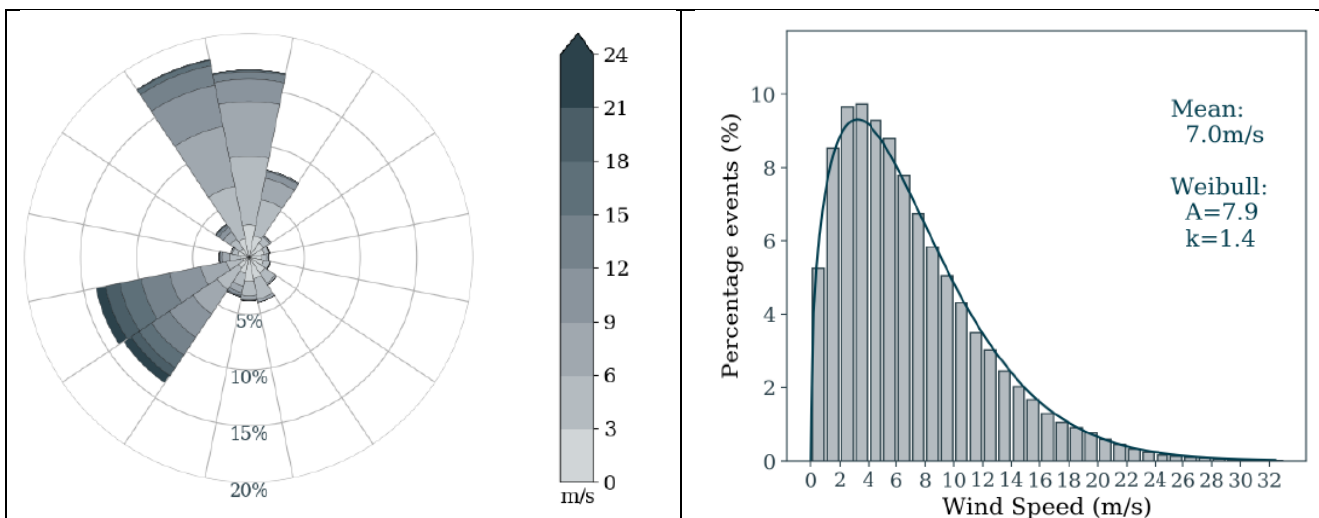 5%
10%
15%
20%
24
21
18
15
12
9
6
3
0
m/s
Percentage events (%)
10
8
6
4
2
0
Mean:
7.0m/s
Weibull:
A=7.9
k=1.4
0 2 4 6 8 10 12 14 16 18 20 22 24 26 28 30 32
Wind Speed (m/s)